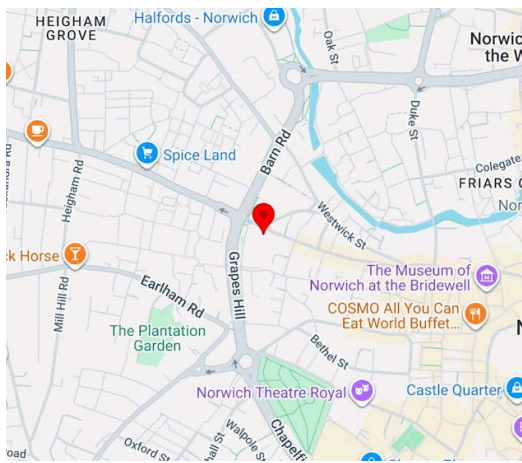 HEIGHAM
GROVE
Halfords - Norwich
Oak St
Norwic
the W
Duke St
Barn Rd
Spice Land
Colegate
FRIARS
Heigham Rd
Westwick St
ck Horse
Grapes Hill
The Museum of
Norwich at the Bridewell
Earlham Rd
Mill Hill Rd
COSMO All You Can
Eat World Buffet...
The Plantation
Garden
Bethel St
Norwich Theatre Royal
Castle Quarter
Chapelfi
Walpole St
Oxford St
oad